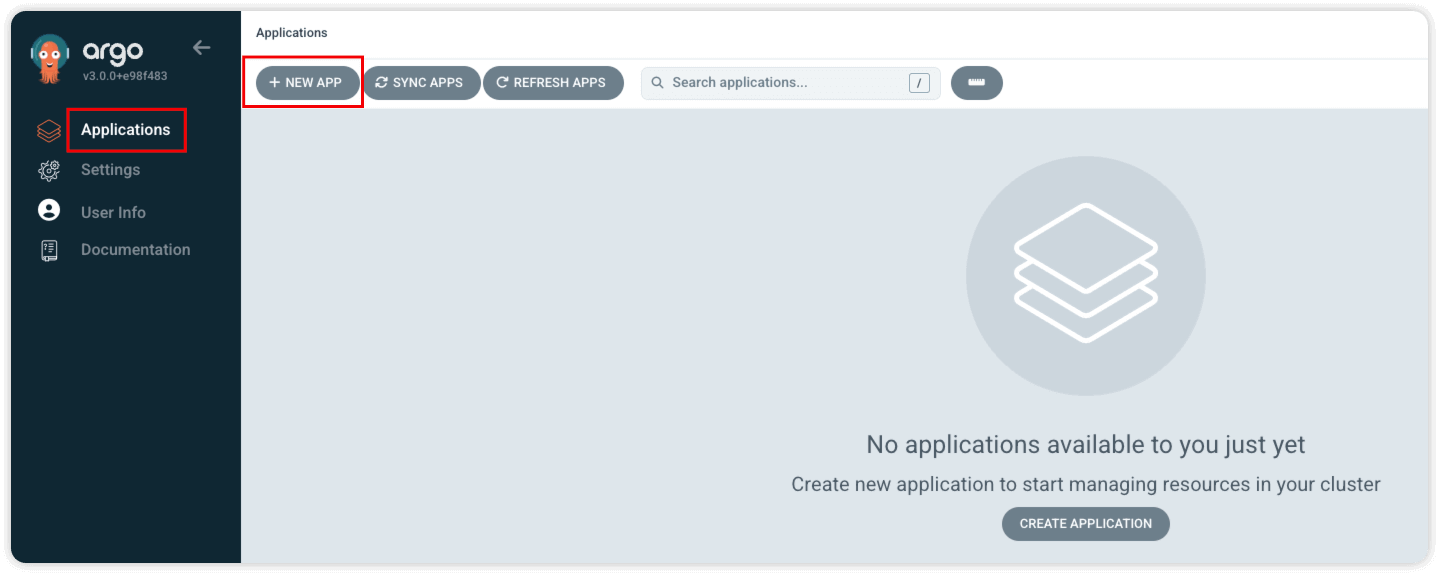 argo
v3.0.0+e98f483
Applications
Settings
User Info
Documentation
Applications
+ NEW APP SYNC APPS REFRESH APPS Search applications... /
No applications available to you just yet
Create new application to start managing resources in your cluster
CREATE APPLICATION